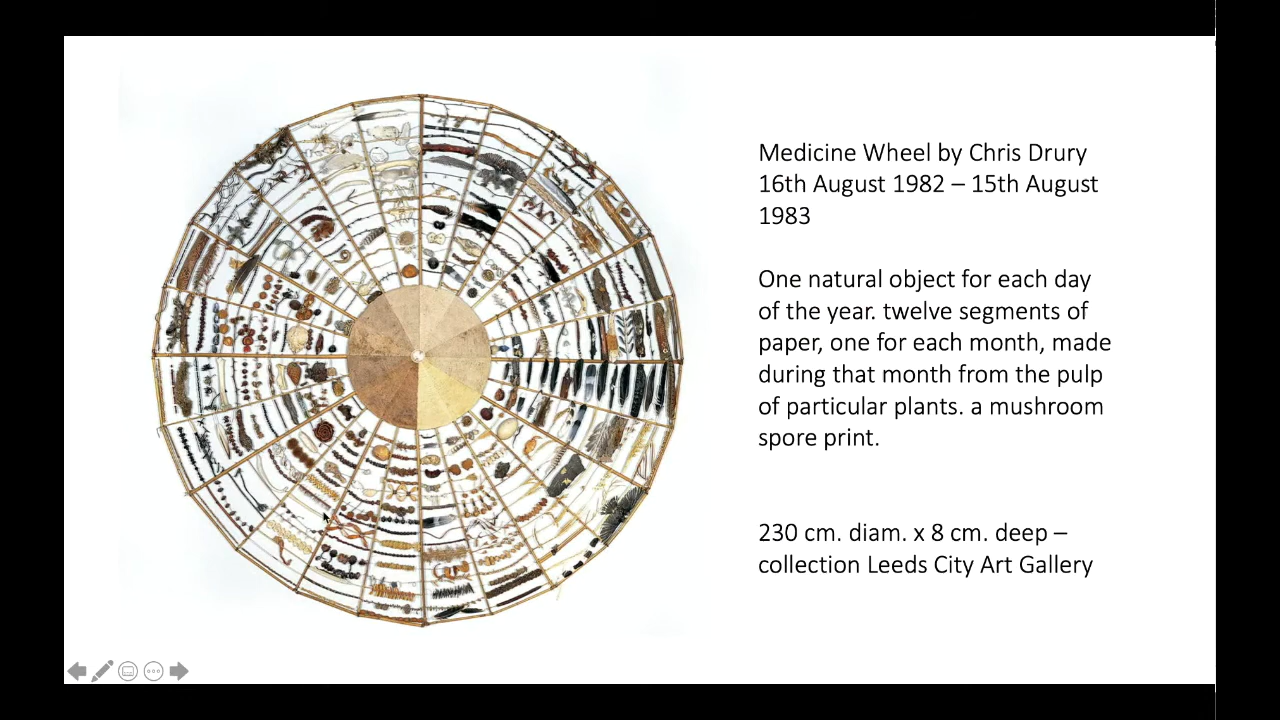 Medicine Wheel by Chris Drury
16th August 1982 – 15th August
1983
One natural object for each day
of the year. twelve segments of
paper, one for each month, made
during that month from the pulp
of particular plants. a mushroom
spore print.
230 cm. diam. x 8 cm. deep –
collection Leeds City Art Gallery